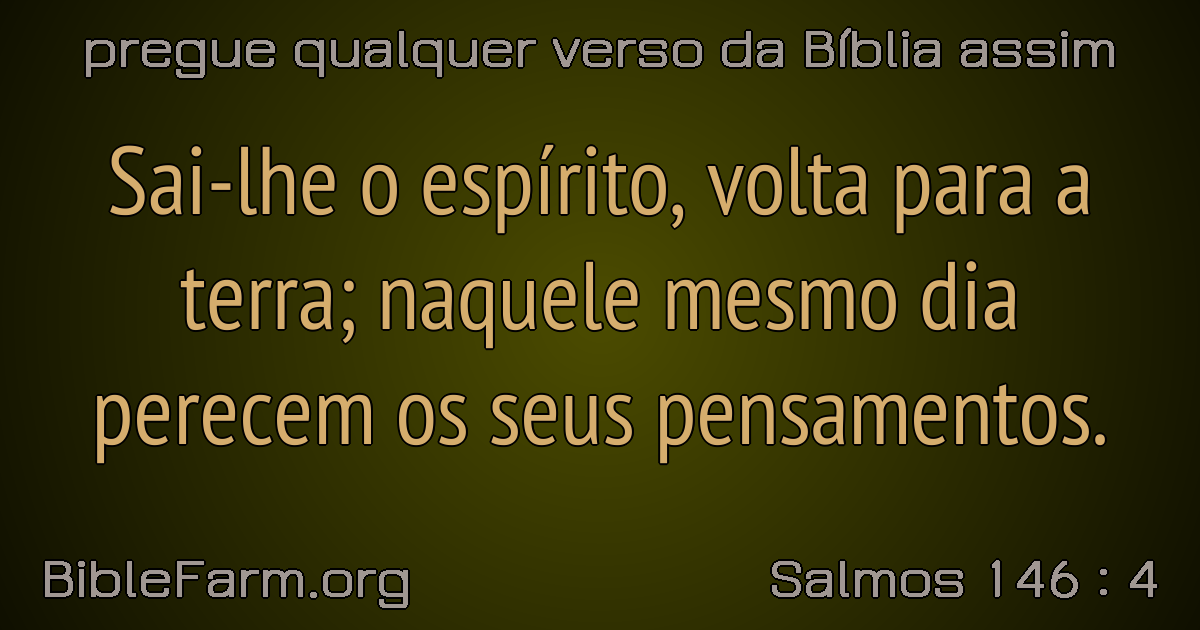 pregue qualquer verso da Bíblia assim
Sai-lhe o espírito, volta para a
terra; naquele mesmo dia
perecem os seus pensamentos.
BibleFarm.org
Salmos 146 : 4